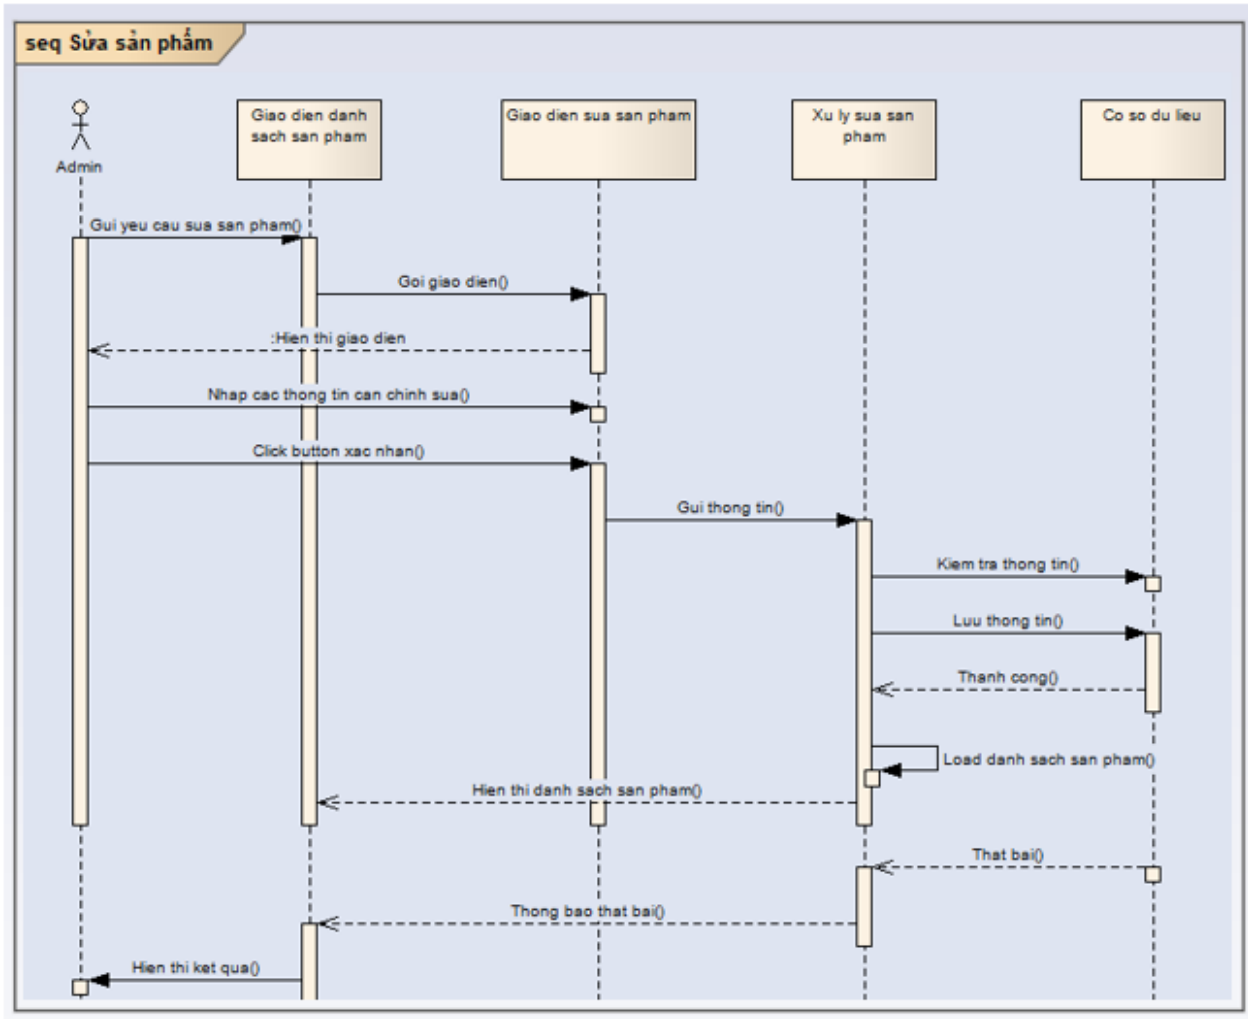 seq Sửa sản phẩm
Admin
Giao dien danh
sach san pham
Giao dien sua san pham
Xu ly sua san
pham
Co so du lieu
Gui yeu cau sua san pham()
Goi giao dien()
:Hien thi giao dien
Nhap cac thong tin can chinh sua()
Click button xac nhan()
Gui thong tin()
Kiem tra thong tin()
Luu thong tin()
Thanh cong()
Load danh sach san pham()
Hien thi danh sach san pham()
That bai()
Thong bao that bai()
Hien thi ket qua()